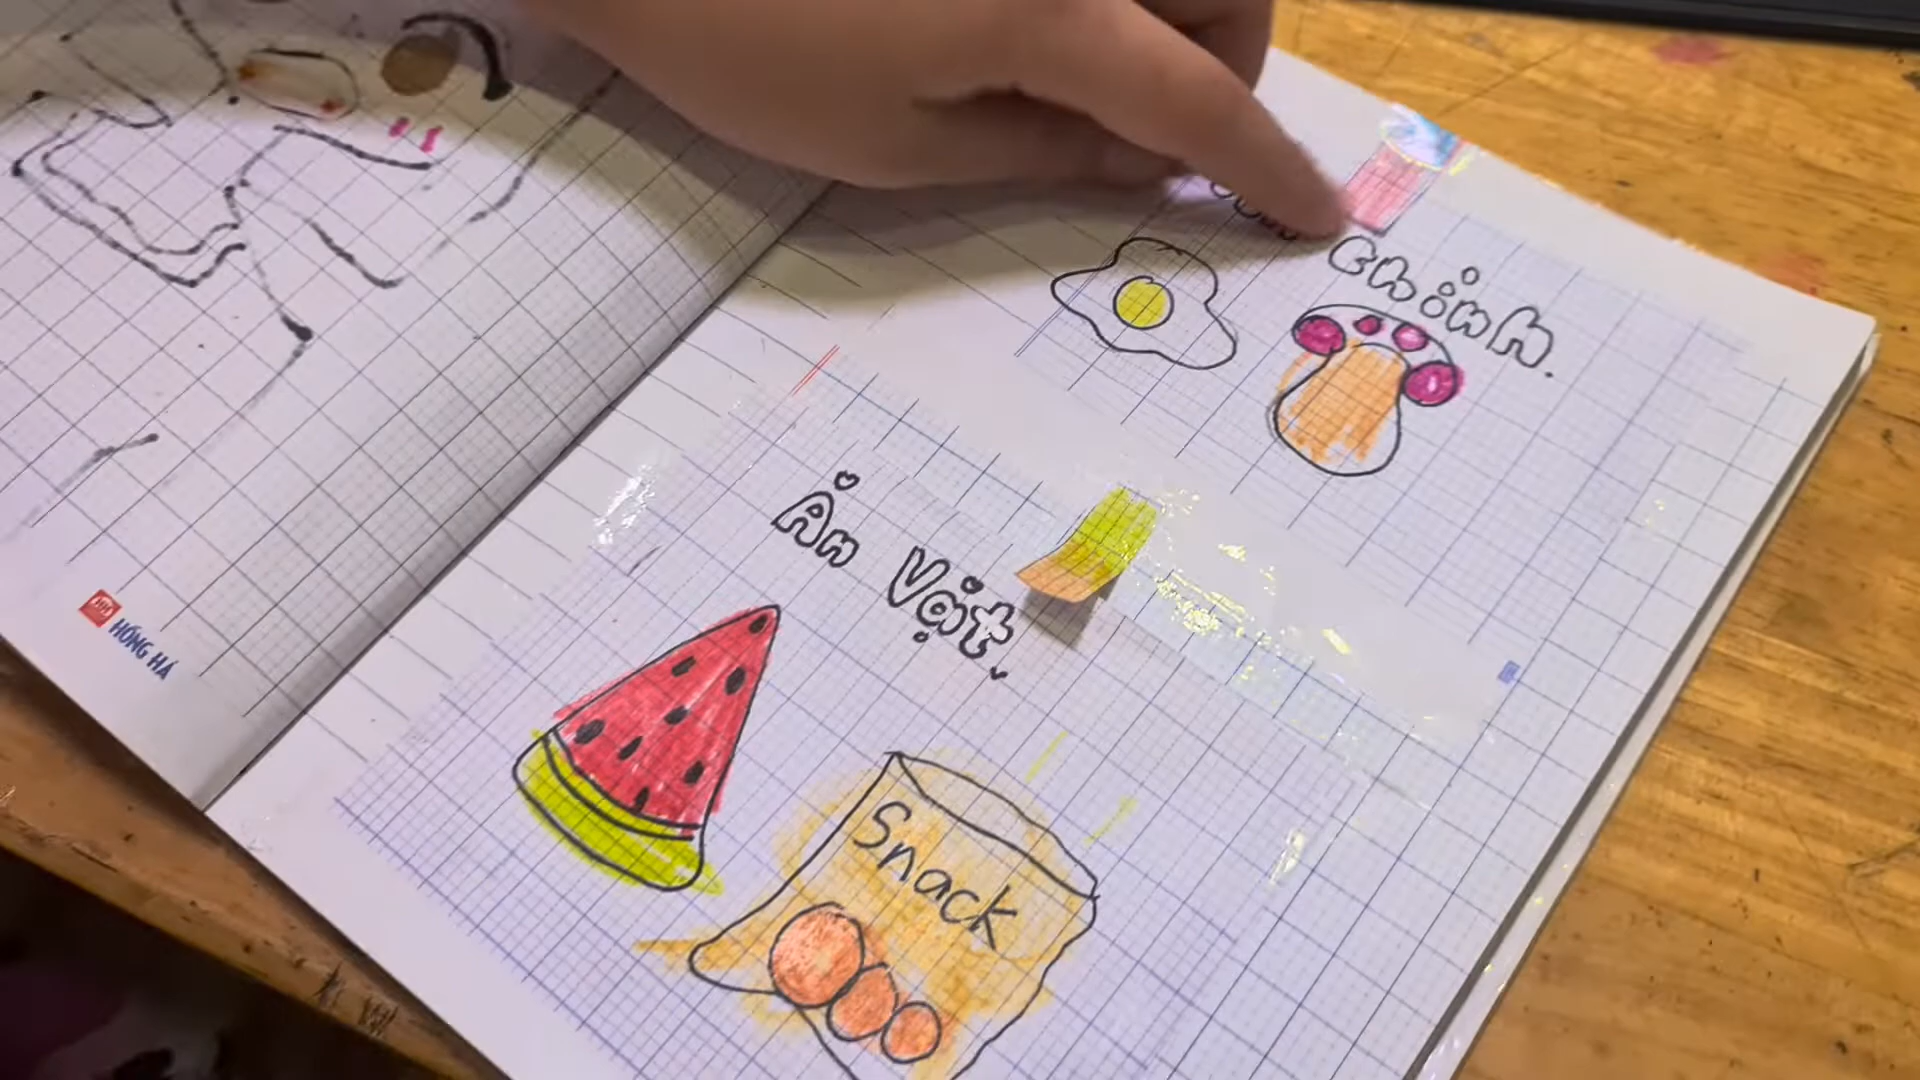 chính.
Ăn Vặt
Snack
HỒNG HÀ